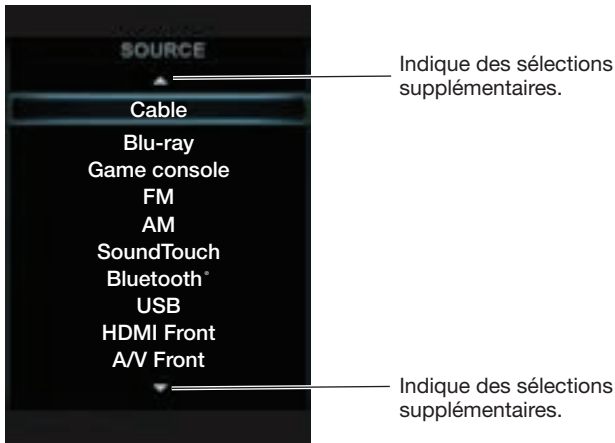 SOURCE
Indique des sélections
supplémentaires.
Cable
Blu-ray
Game console
FM
AM
SoundTouch
Bluetooth®
USB
HDMI Front
A/V Front
Indique des sélections
supplémentaires.